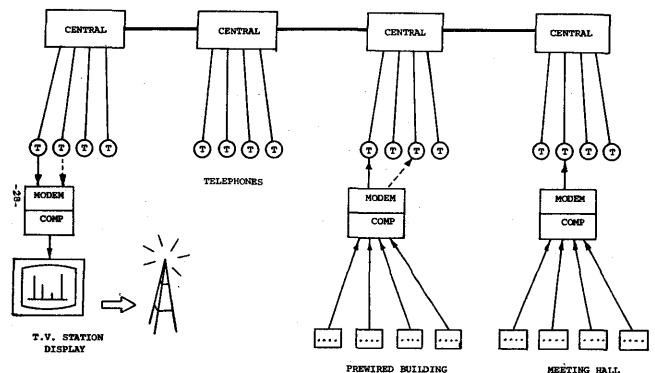 CENTRAL CENTRAL CENTRAL CENTRAL
T T T T T T T T T T T T T T T T
TELEPHONES
-28-
MODEM MODEM MODEM
COMP COMP COMP
T.V. STATION
DISPLAY
PREWIRED BUILDING MEETING HALL